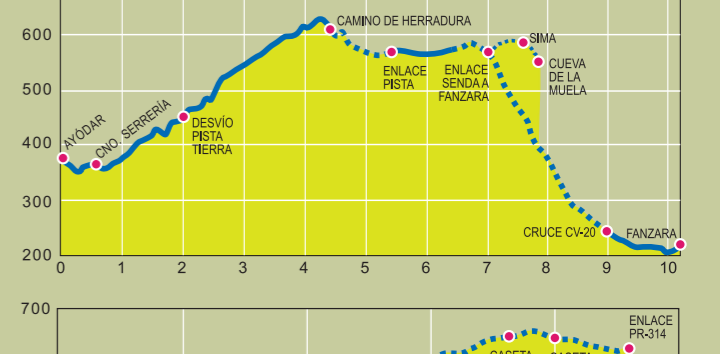 600
500
400
300
200
AYÓDAR
CNO. SERRERÍA
DESVÍO
PISTA
TIERRA
CAMINO DE HERRADURA
ENLACE
PISTA
ENLACE
SENDA A
FANZARA
SIMA
CUEVA
DE LA
MUELA
CRUCE CV-20
FANZARA
0 1 2 3 4 5 6 7 8 9 10
700
ENLACE
PR-314
CASETA
CASETA